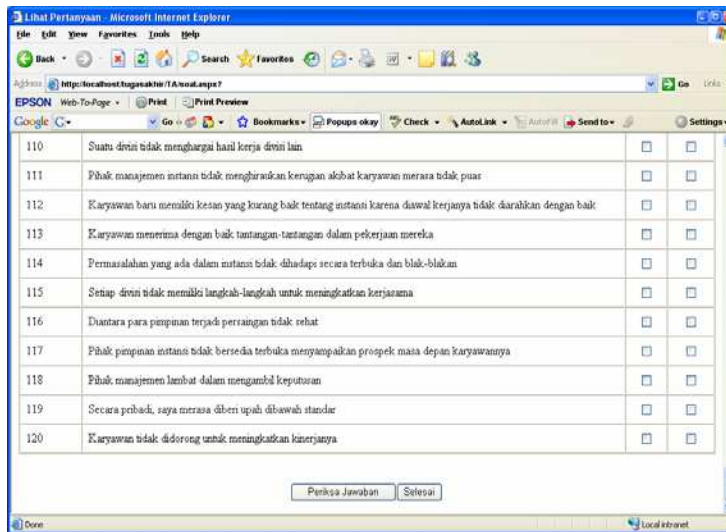 Lihat Pertanyaan - Microsoft Internet Explorer
File Edit View Favorites Tools Help
Back Search Favorites
Address http://localhost/tugasakhir/TA/soal.aspx? Go Links
EPSON Web-To-Page Print Print Preview
Google G Go Bookmarks Popups okay Check AutoLink AutoFill Send to Settings
110 Suatu divisi tidak menghargai hasil kerja divisi lain
111 Pihak manajemen instansi tidak menghiraukan kerugian akibat karyawan merasa tidak puas
112 Karyawan baru memiliki kesan yang kurang baik tentang instansi karena diawal kerjanya tidak diarahkan dengan baik
113 Karyawan menerima dengan baik tantangan-tantangan dalam pekerjaan mereka
114 Permasalahan yang ada dalam instansi tidak dihadapi secara terbuka dan blak-blakan
115 Setiap divisi tidak memiliki langkah-langkah untuk meningkatkan kerjasama
116 Diantara para pimpinan terjadi persaingan tidak sehat
117 Pihak pimpinan instansi tidak bersedia terbuka menyampaikan prospek masa depan karyawannya
118 Pihak manajemen lambat dalam mengambil keputusan
119 Secara pribadi, saya merasa diberi upah dibawah standar
120 Karyawan tidak didorong untuk meningkatkan kinerjanya
Periksa Jawaban Selesai
Done Local intranet